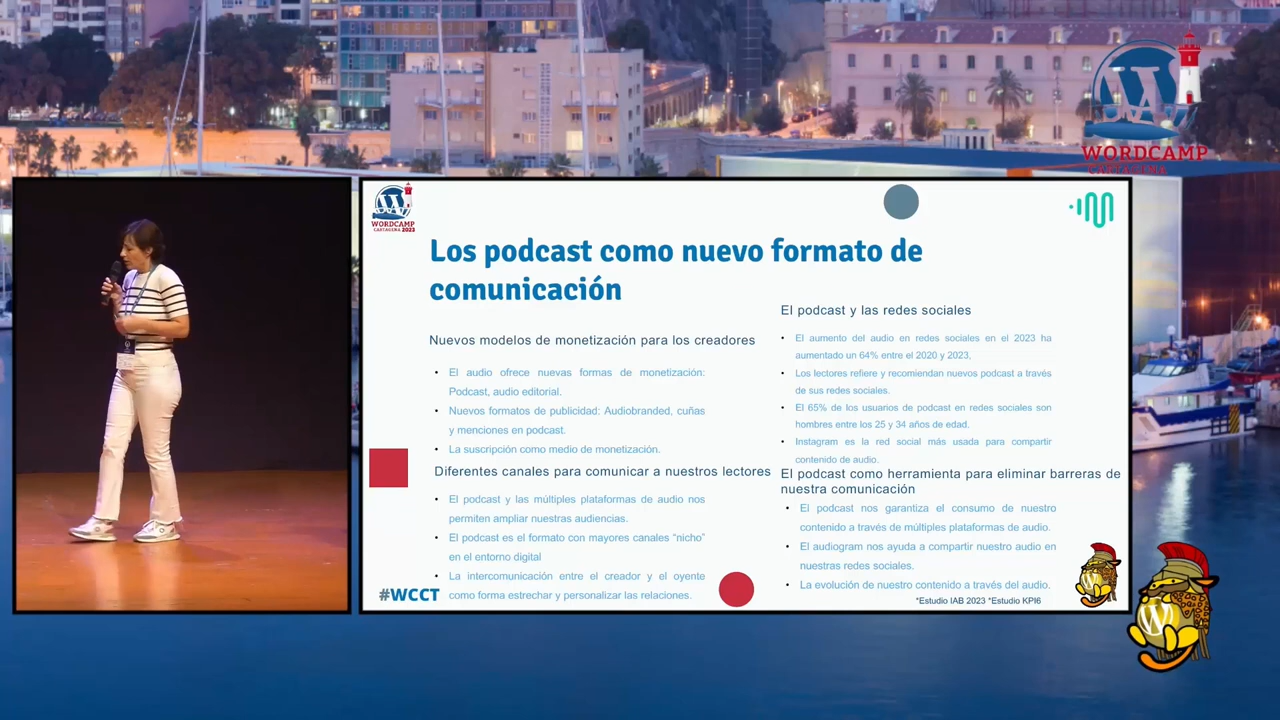 WORDCAMP
CARTAGENA
WORDCAMP
CARTAGENA 2023
Los podcast como nuevo formato de
comunicación
Nuevos modelos de monetización para los creadores
• El audio ofrece nuevas formas de monetización:
Podcast, audio editorial.
• Nuevos formatos de publicidad: Audiobranded, cuñas
y menciones en podcast.
• La suscripción como medio de monetización.
Diferentes canales para comunicar a nuestros lectores
• El podcast y las múltiples plataformas de audio nos
permiten ampliar nuestras audiencias.
• El podcast es el formato con mayores canales “nicho”
en el entorno digital
• La intercomunicación entre el creador y el oyente
como forma estrechar y personalizar las relaciones.
El podcast y las redes sociales
• El aumento del audio en redes sociales en el 2023 ha
aumentado un 64% entre el 2020 y 2023,
• Los lectores refiere y recomiendan nuevos podcast a través
de sus redes sociales.
• El 65% de los usuarios de podcast en redes sociales son
hombres entre los 25 y 34 años de edad.
• Instagram es la red social más usada para compartir
contenido de audio.
El podcast como herramienta para eliminar barreras de
nuestra comunicación
• El podcast nos garantiza el consumo de nuestro
contenido a través de múltiples plataformas de audio.
• El audiogram nos ayuda a compartir nuestro audio en
nuestras redes sociales.
• La evolución de nuestro contenido a través del audio.
*Estudio IAB 2023 *Estudio KPI6
#WCCT